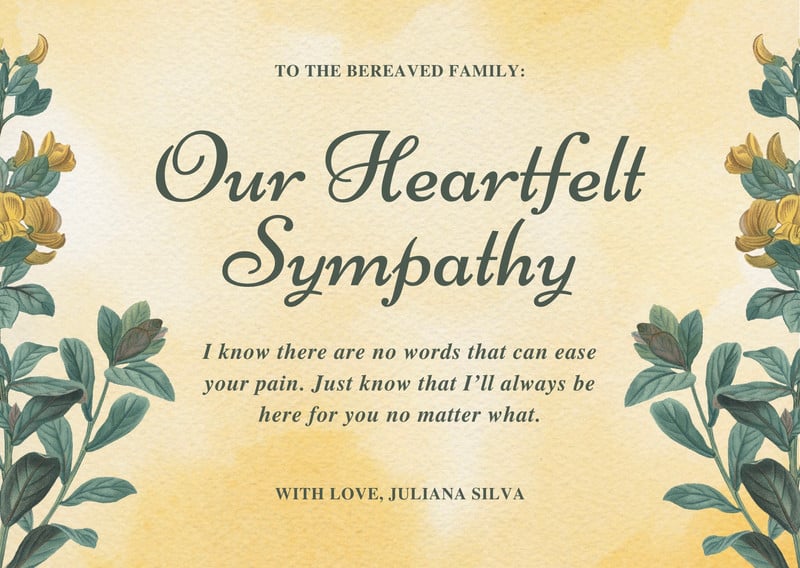 TO THE BEREAVED FAMILY:
Our Heartfelt
Sympathy
I know there are no words that can ease
your pain. Just know that I’ll always be
here for you no matter what.
WITH LOVE, JULIANA SILVA